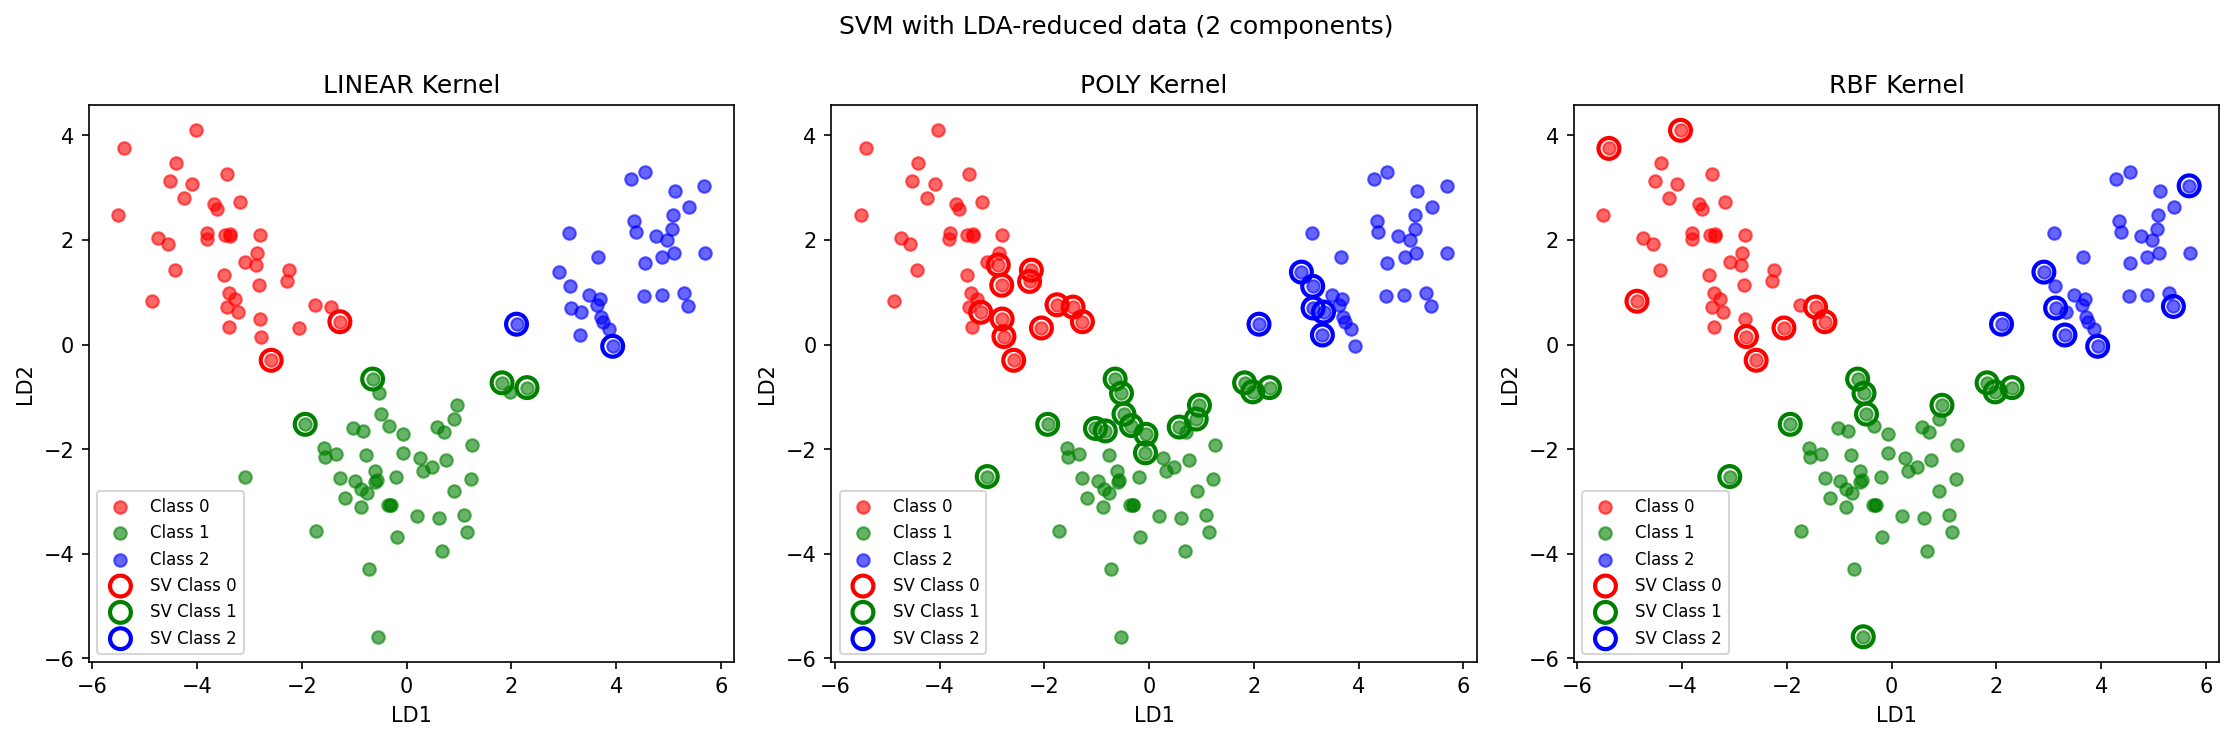 SVM with LDA-reduced data (2 components)
LINEAR Kernel
4
2
0
−2
−4
−6
LD2
Class 0
Class 1
Class 2
SV Class 0
SV Class 1
SV Class 2
−6
−4
−2
0
2
4
6
LD1
POLY Kernel
4
2
0
−2
−4
−6
LD2
Class 0
Class 1
Class 2
SV Class 0
SV Class 1
SV Class 2
−6
−4
−2
0
2
4
6
LD1
RBF Kernel
4
2
0
−2
−4
−6
LD2
Class 0
Class 1
Class 2
SV Class 0
SV Class 1
SV Class 2
−6
−4
−2
0
2
4
6
LD1